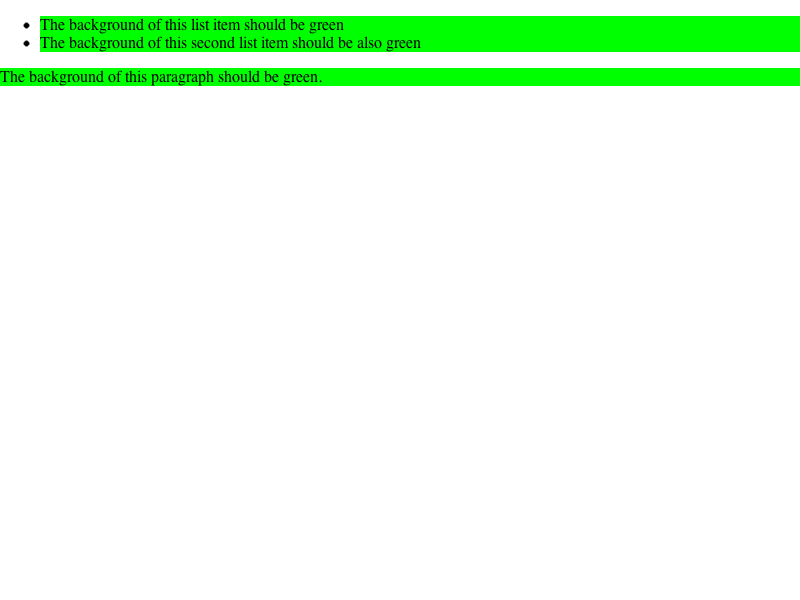 The background of this list item should be green
The background of this second list item should be also green
The background of this paragraph should be green.